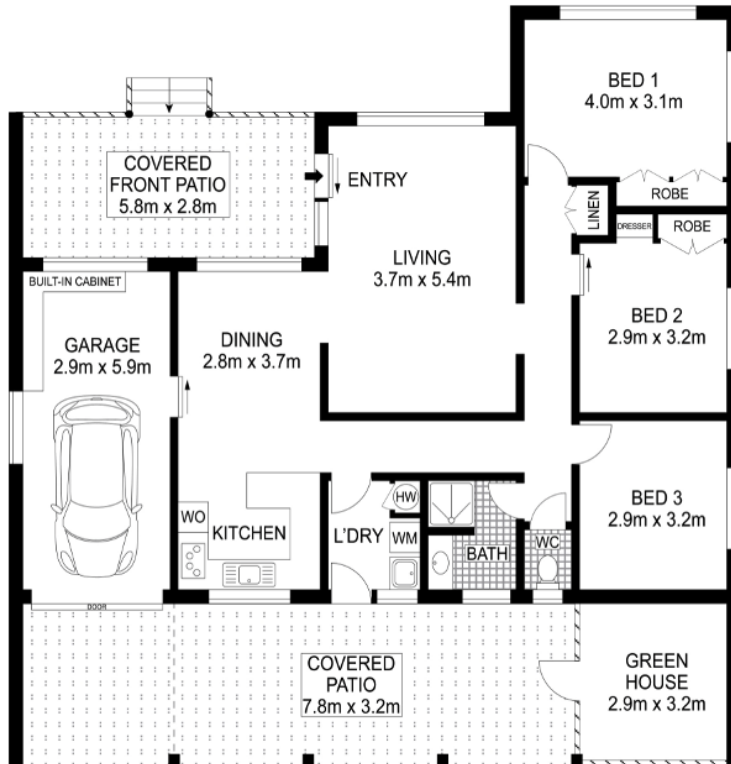 BED 1
4.0m x 3.1m
ROBE
COVERED
FRONT PATIO
5.8m x 2.8m
ENTRY
LINEN
DRESSER
ROBE
LIVING
3.7m x 5.4m
BUILT-IN CABINET
GARAGE
2.9m x 5.9m
DINING
2.8m x 3.7m
BED 2
2.9m x 3.2m
WO
KITCHEN
L'DRY
HW
WM
BATH
WC
BED 3
2.9m x 3.2m
DOOR
COVERED
PATIO
7.8m x 3.2m
GREEN
HOUSE
2.9m x 3.2m